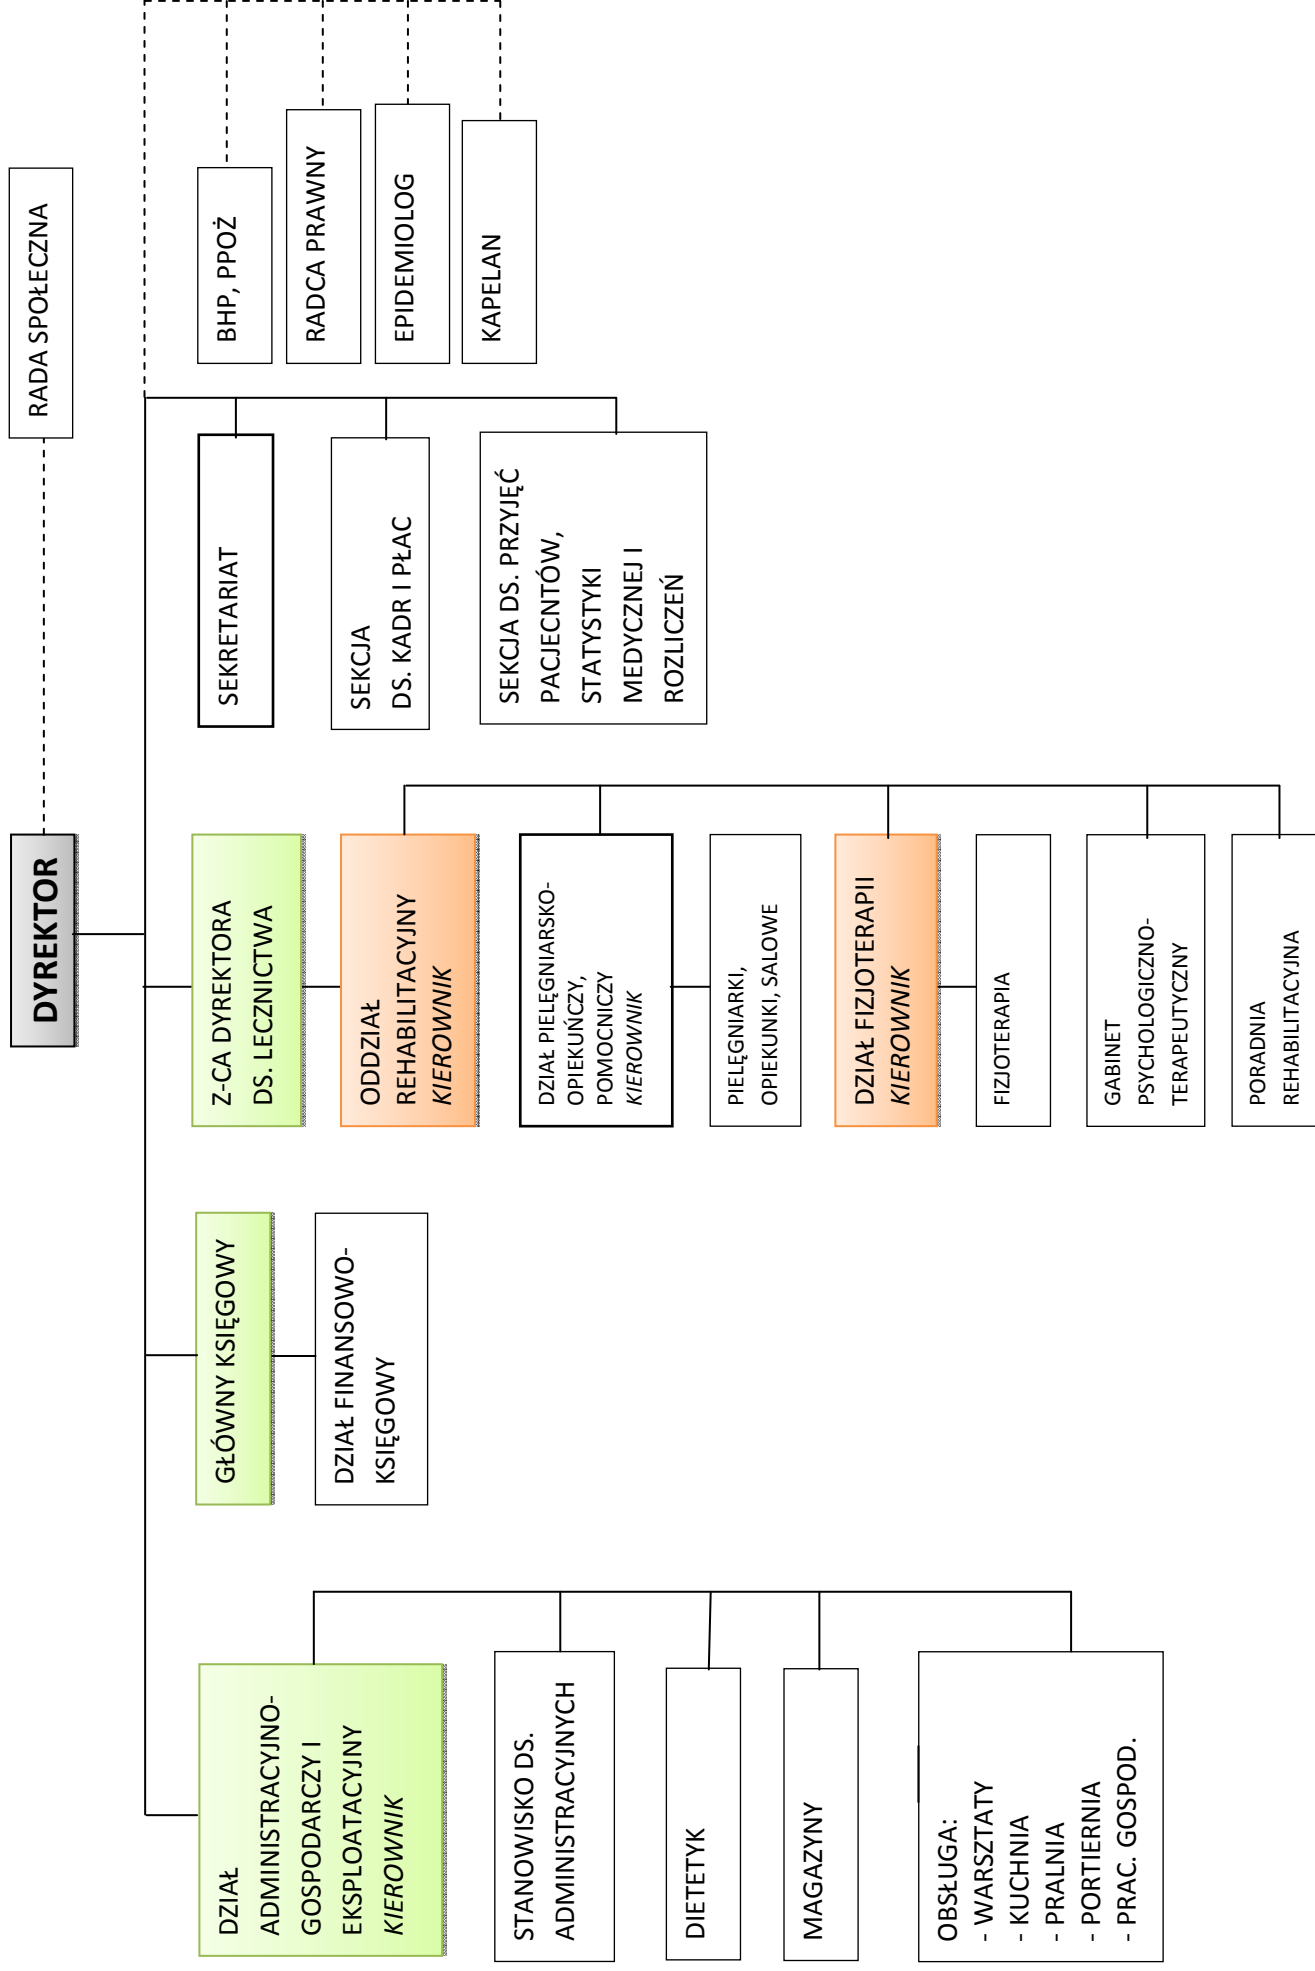 DYREKTOR
RADA SPOŁECZNA
DZIAŁ
ADMINISTRACYJNO-
GOSPODARCZY I
EKSPLOATACYJNY
KIEROWNIK
STANOWISKO DS.
ADMINISTRACYJNYCH
DIETETYK
MAGAZYNY
OBSŁUGA:
- WARSZTATY
- KUCHNIA
- PRALNIA
- PORTIERNIA
- PRAC. GOSPOD.
GŁÓWNY KSIĘGOWY
DZIAŁ FINANSOWO-
KSIĘGOWY
Z-CA DYREKTORA
DS. LECZNICTWA
ODDZIAŁ
REHABILITACYJNY
KIEROWNIK
DZIAŁ PIELĘGNIARSKO-
OPIEKUŃCZY,
POMOCNICZY
KIEROWNIK
PIELĘGNIARKI,
OPIEKUNKI, SALOWE
DZIAŁ FIZJOTERAPII
KIEROWNIK
FIZJOTERAPIA
GABINET
PSYCHOLOGICZNO-
TERAPEUTYCZNY
PORADNIA
REHABILITACYJNA
SEKRETARIAT
SEKCJA
DS. KADR I PŁAC
SEKCJA DS. PRZYJĘĆ
PACJECNTÓW,
STATYSTYKI
MEDYCZNEJ I
ROZLICZEŃ
BHP, PPOŻ
RADCA PRAWNY
EPIDEMIOLOG
KAPELAN